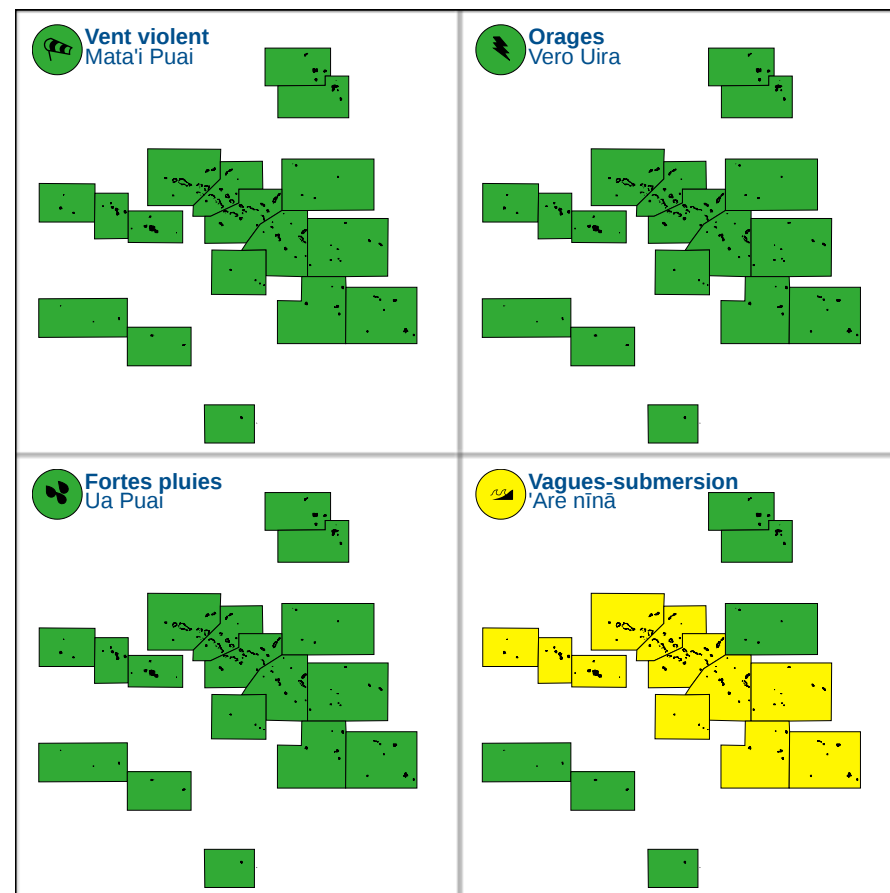 Vent violent
Mata'i Puai
Orages
Vero Uira
Fortes pluies
Ua Puai
Vagues-submersion
'Are nīnā